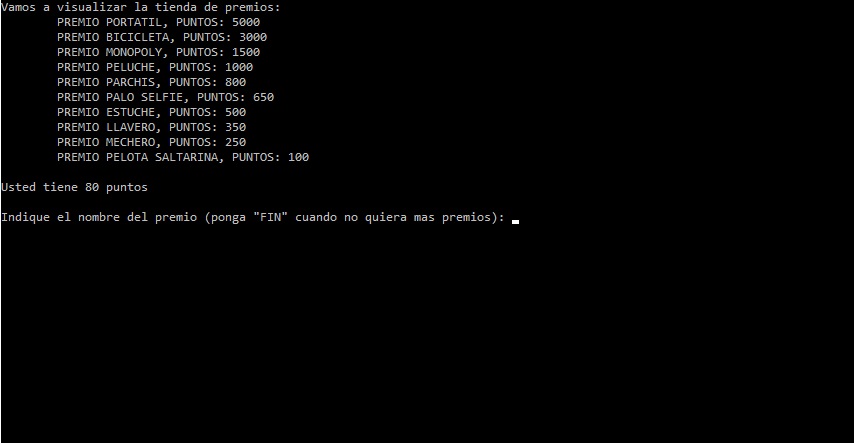 Vamos a visualizar la tienda de premios:
PREMIO PORTATIL, PUNTOS: 5000
PREMIO BICICLETA, PUNTOS: 3000
PREMIO MONOPOLY, PUNTOS: 1500
PREMIO PELUCHE, PUNTOS: 1000
PREMIO PARCHIS, PUNTOS: 800
PREMIO PALO SELFIE, PUNTOS: 650
PREMIO ESTUCHE, PUNTOS: 500
PREMIO LLAVERO, PUNTOS: 350
PREMIO MECHERO, PUNTOS: 250
PREMIO PELOTA SALTARINA, PUNTOS: 100
Usted tiene 80 puntos
Indique el nombre del premio (ponga "FIN" cuando no quiera mas premios):